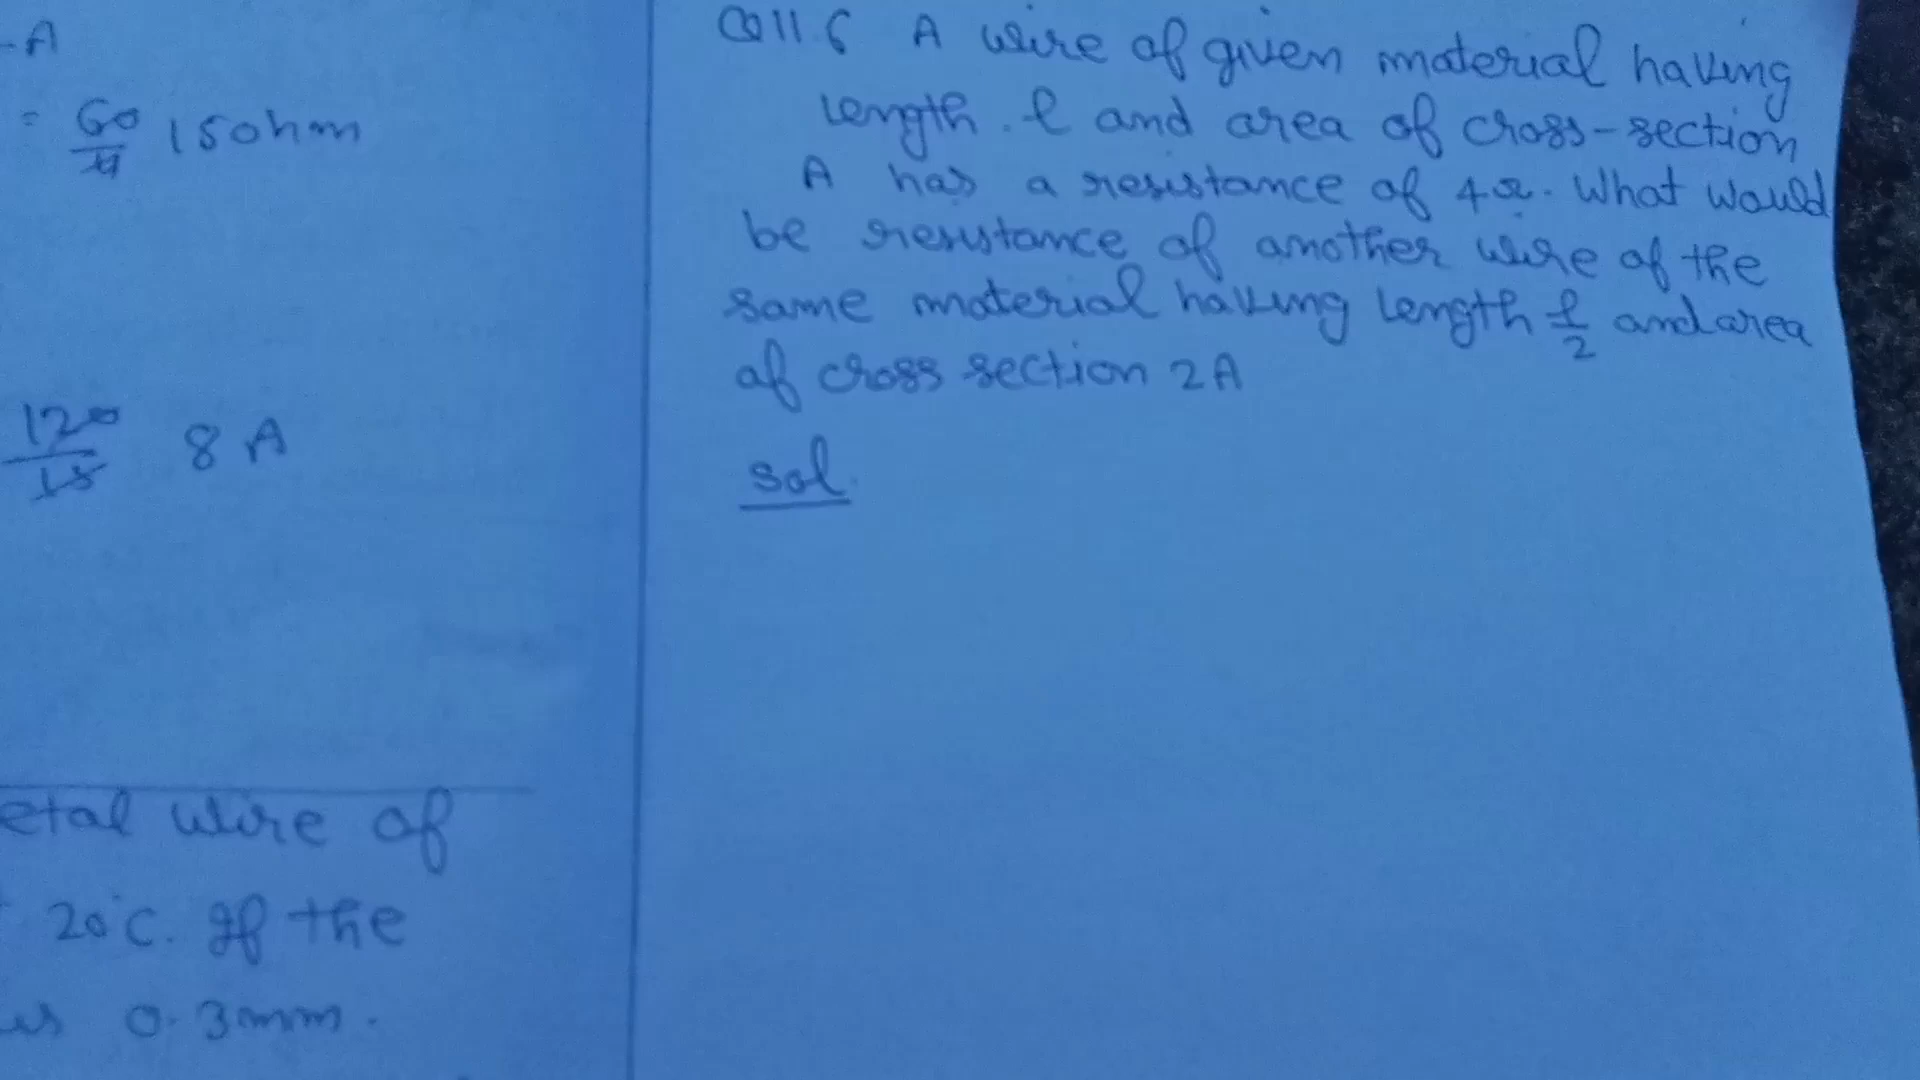 -A
= 60/4 15ohm
120/15 8 A
etal wire of
20°C. If the
0.3mm.
Q11.6 A wire of given material having
length . l and area of cross-section
A has a resistance of 4Ω. What would
be resistance of another wire of the
same material having length l/2 and area
of cross section 2A
Sol.